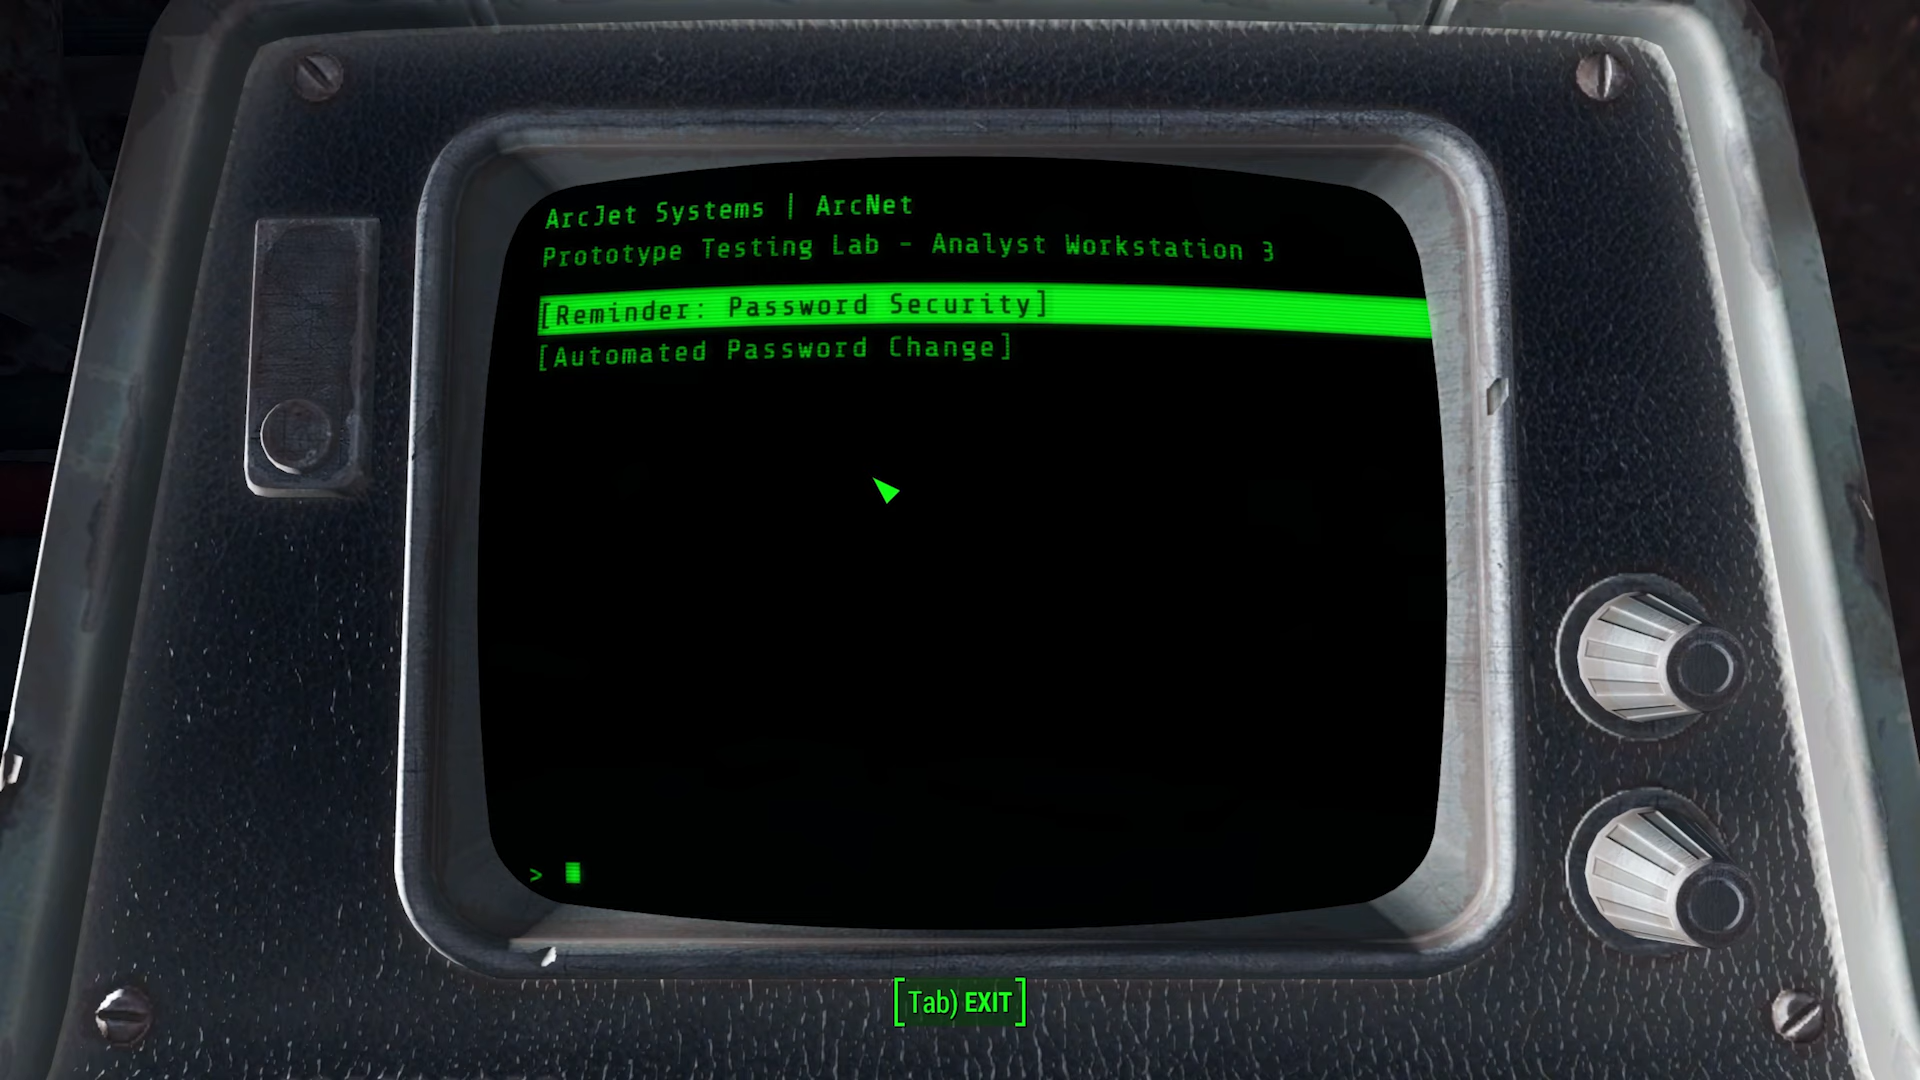 ArcJet Systems | ArcNet
Prototype Testing Lab - Analyst Workstation 3
[Reminder: Password Security]
[Automated Password Change]
>
[Tab) EXIT]